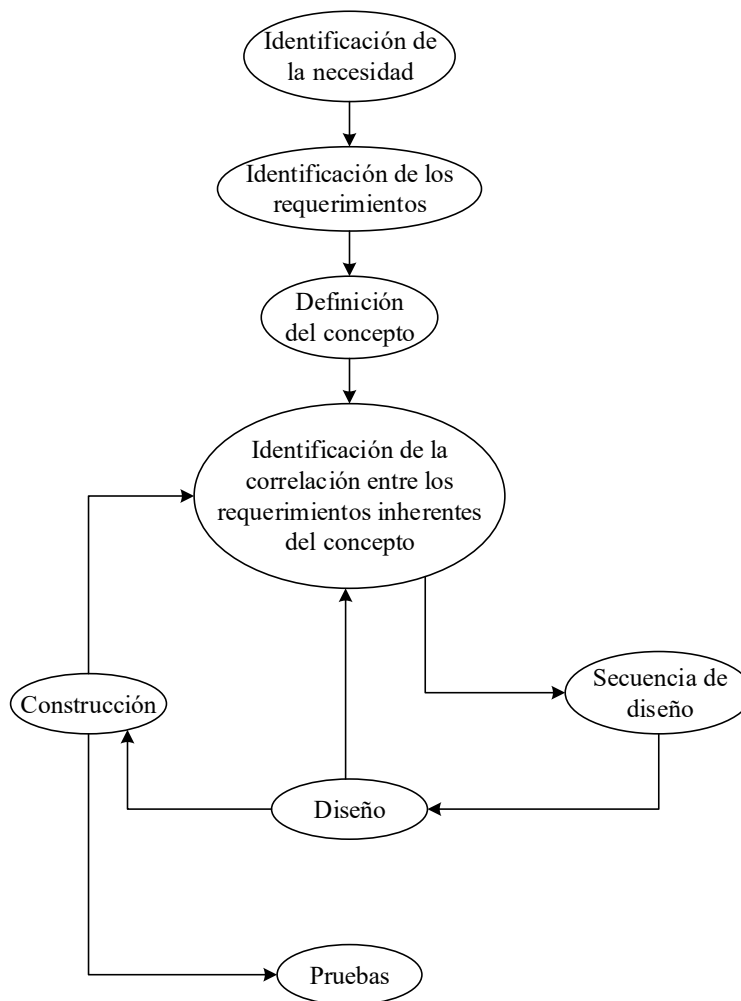 Identificación de
la necesidad
Identificación de los
requerimientos
Definición
del concepto
Identificación de la
correlación entre los
requerimientos inherentes
del concepto
Secuencia de
diseño
Construcción
Diseño
Pruebas